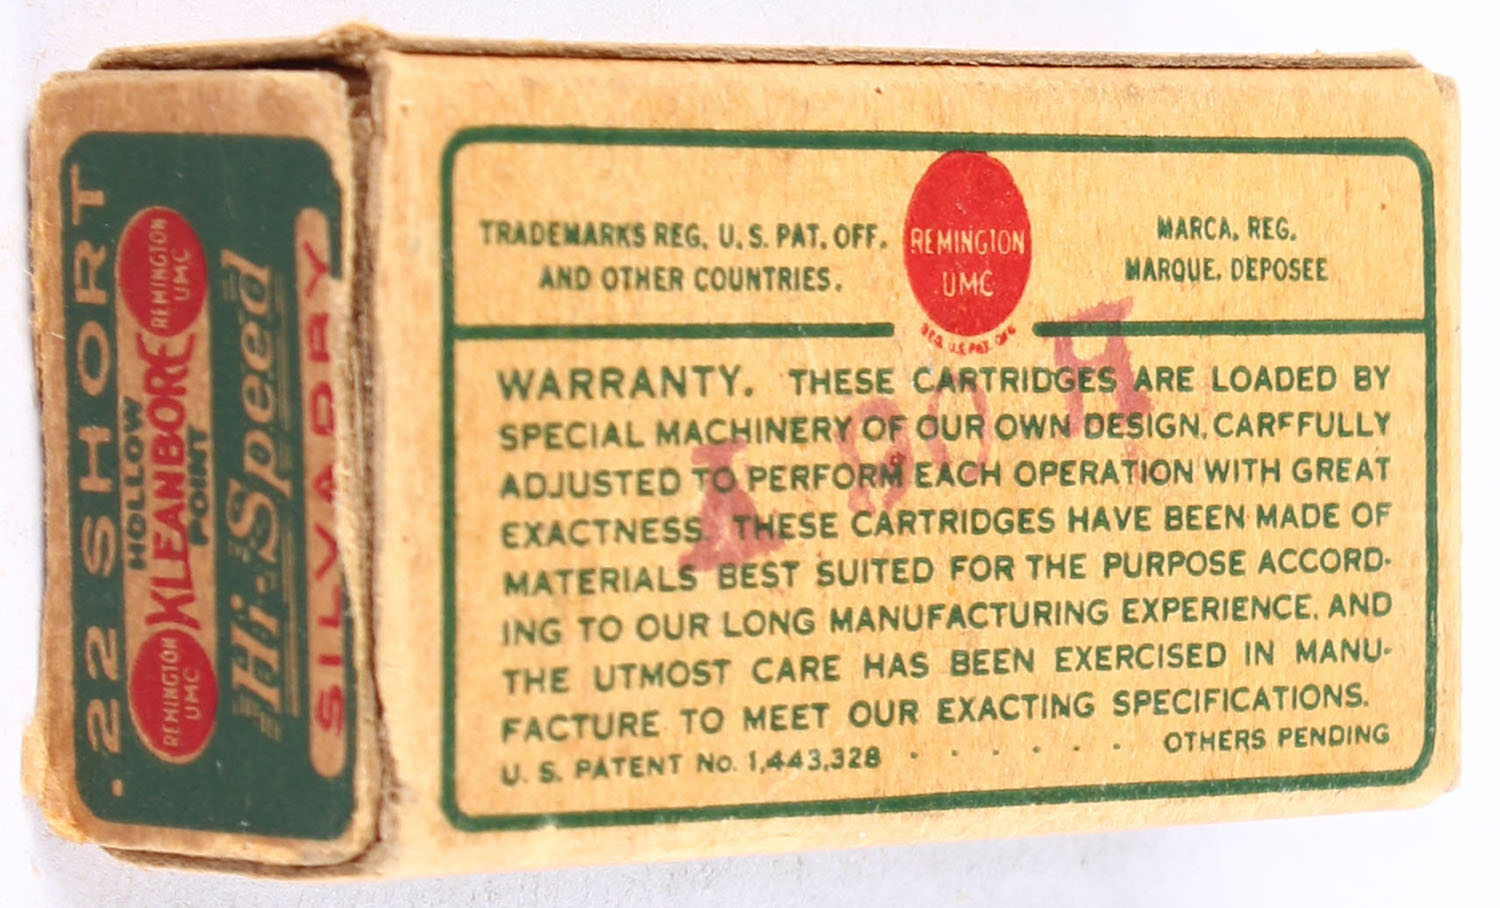 .22 SHORT
HOLLOW
REMINGTON
UMC
KLEANBORE
REMINGTON
UMC
POINT
Hi-Speed
SILVADRY
TRADEMARKS REG. U.S. PAT. OFF.
AND OTHER COUNTRIES.
REMINGTON
UMC
REG. U.S. PAT. OFF.
MARCA. REG.
MARQUE. DEPOSEE
WARRANTY. THESE CARTRIDGES ARE LOADED BY
SPECIAL MACHINERY OF OUR OWN DESIGN, CAREFULLY
ADJUSTED TO PERFORM EACH OPERATION WITH GREAT
EXACTNESS. THESE CARTRIDGES HAVE BEEN MADE OF
MATERIALS BEST SUITED FOR THE PURPOSE ACCORD-
ING TO OUR LONG MANUFACTURING EXPERIENCE, AND
THE UTMOST CARE HAS BEEN EXERCISED IN MANU-
FACTURE TO MEET OUR EXACTING SPECIFICATIONS.
U. S. PATENT No. 1,443,328 . . . . . . OTHERS PENDING